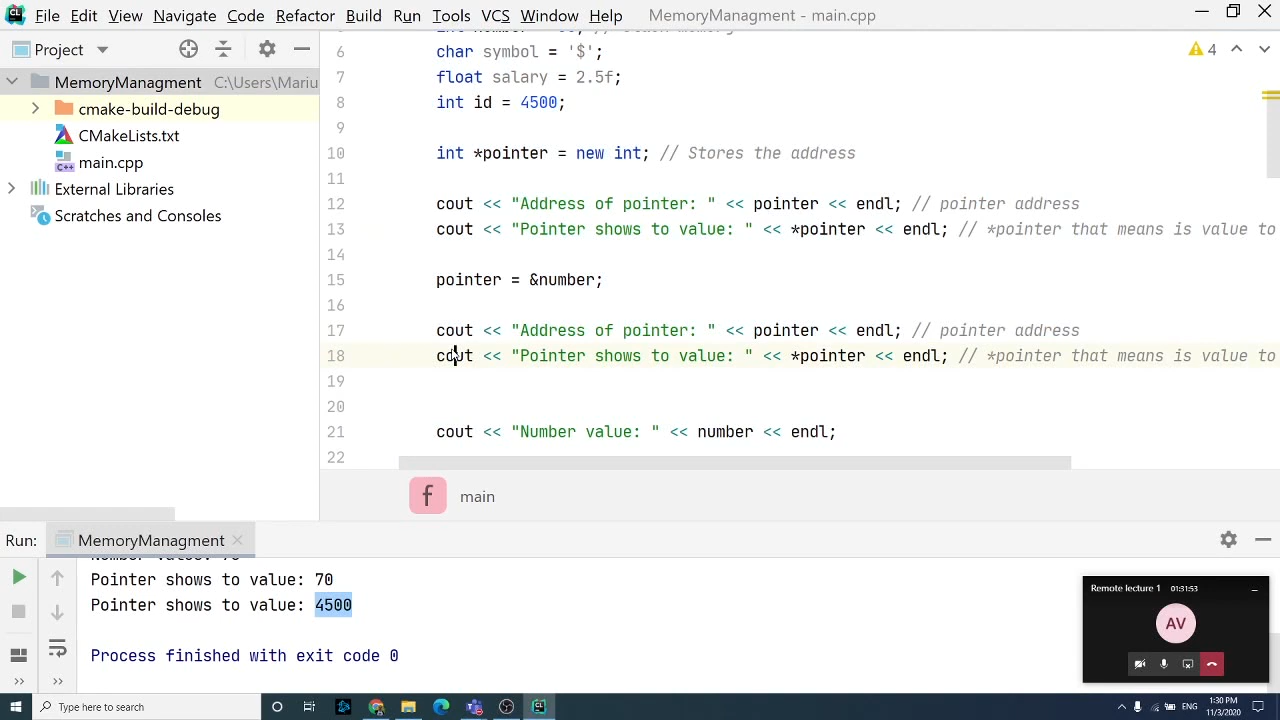 File Edit View Navigate Code Refactor Build Run Tools VCS Window Help MemoryManagment - main.cpp
Project
MemoryManagment C:\Users\Mariu
cmake-build-debug
CMakeLists.txt
main.cpp
External Libraries
Scratches and Consoles
4
6 char symbol = '$';
7 float salary = 2.5f;
8 int id = 4500;
9
10 int *pointer = new int; // Stores the address
11
12 cout << "Address of pointer: " << pointer << endl; // pointer address
13 cout << "Pointer shows to value: " << *pointer << endl; // *pointer that means is value to
14
15 pointer = &number;
16
17 cout << "Address of pointer: " << pointer << endl; // pointer address
18 cout << "Pointer shows to value: " << *pointer << endl; // *pointer that means is value to
19
20
21 cout << "Number value: " << number << endl;
22
f main
Run: MemoryManagment
Pointer shows to value: 70
Pointer shows to value: 4500
Process finished with exit code 0
Remote lecture 1 01:31:53
AV
Type here to search
ENG
1:30 PM
11/3/2020